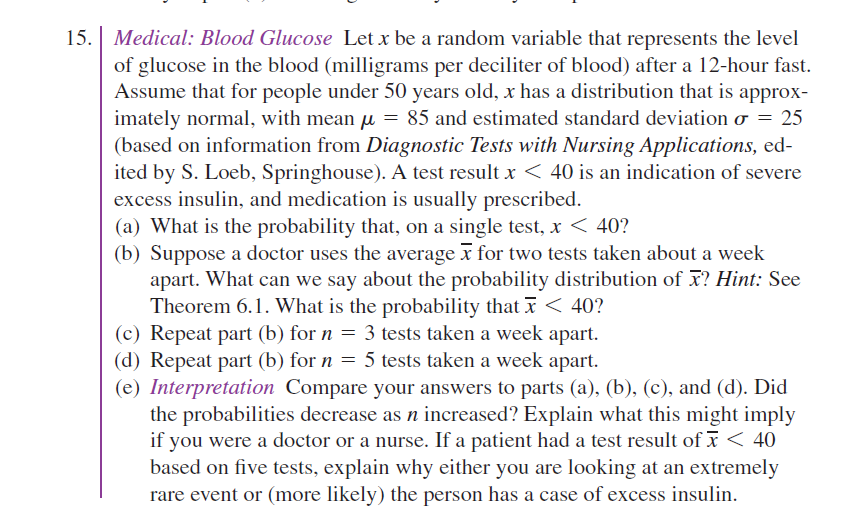 15. Medical: Blood Glucose Let x be a random variable that represents the level
of glucose in the blood (milligrams per deciliter of blood) after a 12-hour fast.
Assume that for people under 50 years old, x has a distribution that is approx-
imately normal, with mean μ = 85 and estimated standard deviation σ = 25
(based on information from Diagnostic Tests with Nursing Applications, ed-
ited by S. Loeb, Springhouse). A test result x < 40 is an indication of severe
excess insulin, and medication is usually prescribed.
(a) What is the probability that, on a single test, x < 40?
(b) Suppose a doctor uses the average x̄ for two tests taken about a week
apart. What can we say about the probability distribution of x̄? Hint: See
Theorem 6.1. What is the probability that x̄ < 40?
(c) Repeat part (b) for n = 3 tests taken a week apart.
(d) Repeat part (b) for n = 5 tests taken a week apart.
(e) Interpretation Compare your answers to parts (a), (b), (c), and (d). Did
the probabilities decrease as n increased? Explain what this might imply
if you were a doctor or a nurse. If a patient had a test result of x̄ < 40
based on five tests, explain why either you are looking at an extremely
rare event or (more likely) the person has a case of excess insulin.